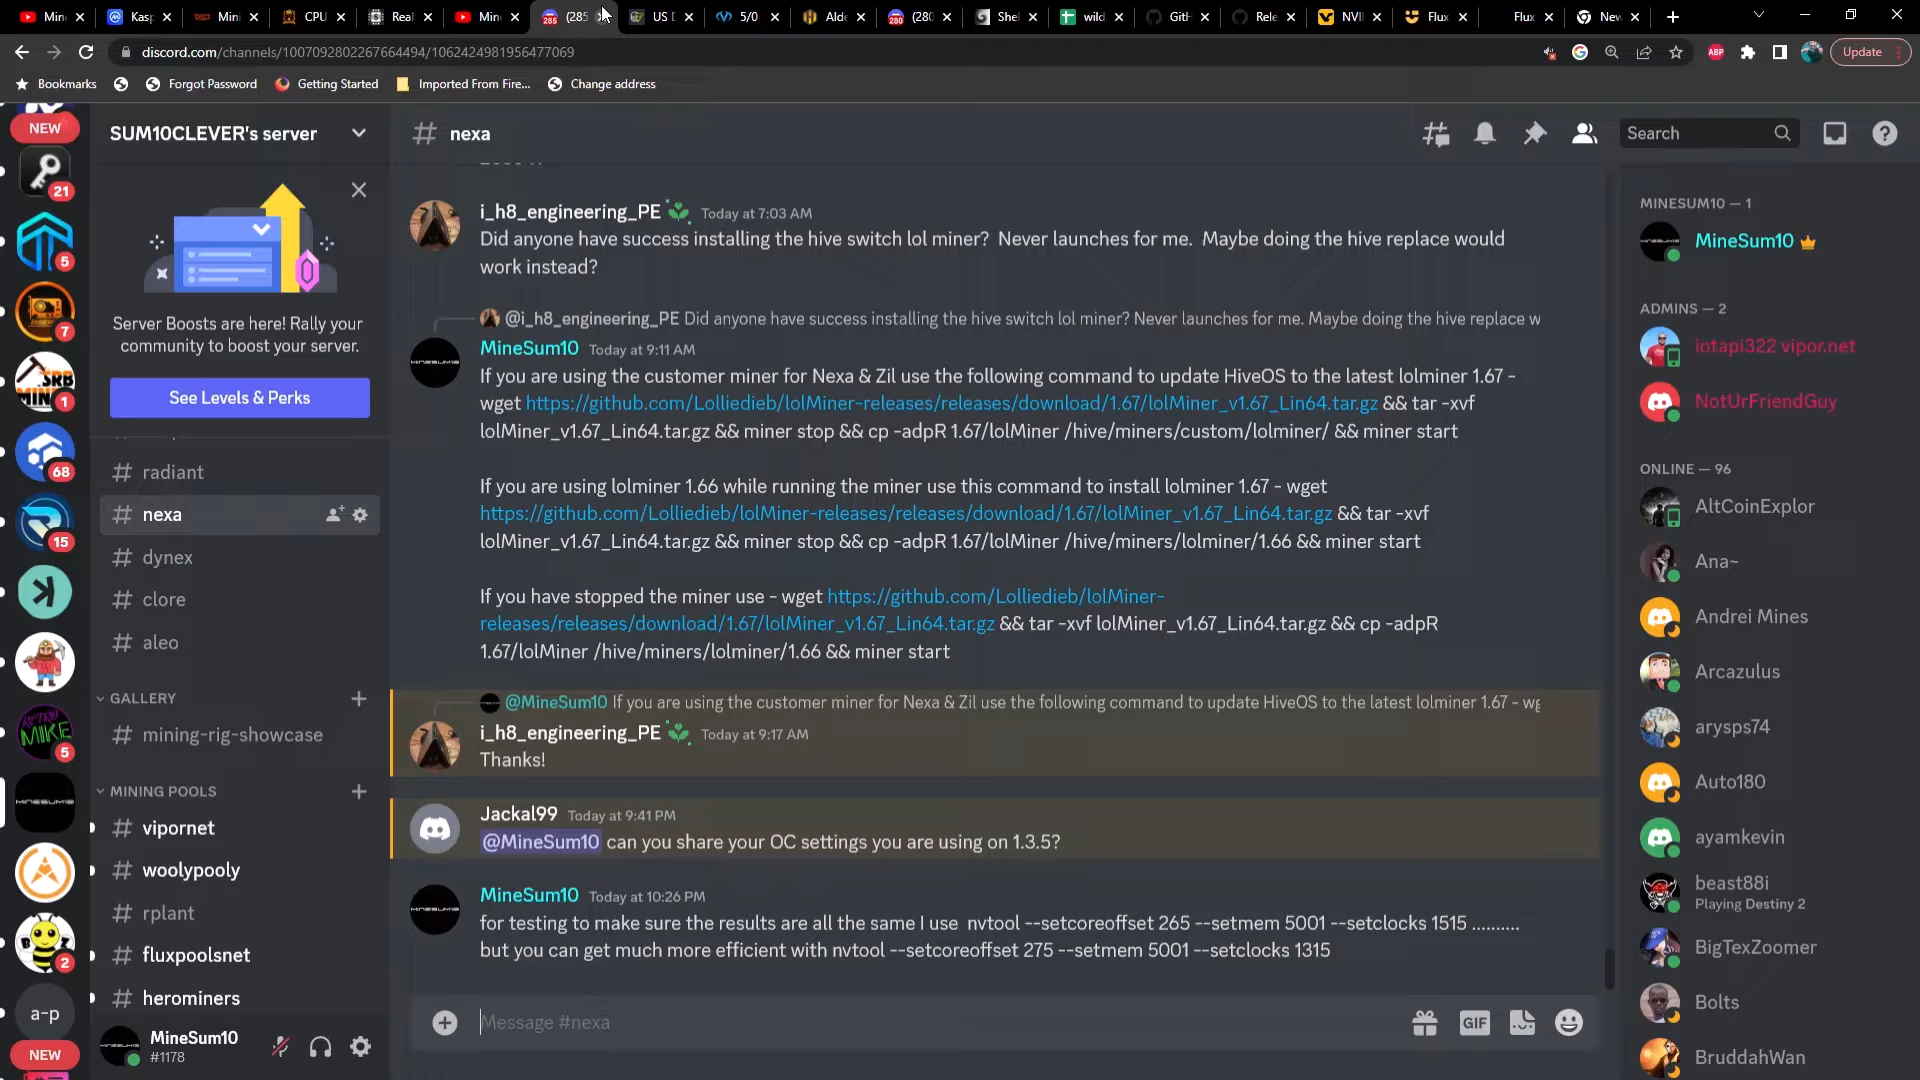 Min
Kasp
Mini
CPU
Real
Min
(285
US D
5/0
Alde
(280
Shel
wild
GitH
Rele
NVI
Flux
Flux
New
discord.com/channels/1007092802267664494/1062424981956477069
ABP
Update
Bookmarks
Forgot Password
Getting Started
Imported From Fire...
Change address
NEW
21
5
7
1
68
15
5
2
a-p
NEW
SUM10CLEVER's server
Server Boosts are here! Rally your
community to boost your server.
See Levels & Perks
# radiant
# nexa
# dynex
# clore
# aleo
GALLERY
# mining-rig-showcase
MINING POOLS
# vipornet
# woolypooly
# rplant
# fluxpoolsnet
# herominers
MineSum10
#1178
# nexa
Search
i_h8_engineering_PE Today at 7:03 AM
Did anyone have success installing the hive switch lol miner? Never launches for me. Maybe doing the hive replace would
work instead?
@i_h8_engineering_PE Did anyone have success installing the hive switch lol miner? Never launches for me. Maybe doing the hive replace w
MineSum10 Today at 9:11 AM
If you are using the customer miner for Nexa & Zil use the following command to update HiveOS to the latest lolminer 1.67 -
wget https://github.com/Lolliedieb/lolMiner-releases/releases/download/1.67/lolMiner_v1.67_Lin64.tar.gz && tar -xvf
lolMiner_v1.67_Lin64.tar.gz && miner stop && cp -adpR 1.67/lolMiner /hive/miners/custom/lolminer/ && miner start
If you are using lolminer 1.66 while running the miner use this command to install lolminer 1.67 - wget
https://github.com/Lolliedieb/lolMiner-releases/releases/download/1.67/lolMiner_v1.67_Lin64.tar.gz && tar -xvf
lolMiner_v1.67_Lin64.tar.gz && miner stop && cp -adpR 1.67/lolMiner /hive/miners/lolminer/1.66 && miner start
If you have stopped the miner use - wget https://github.com/Lolliedieb/lolMiner-
releases/releases/download/1.67/lolMiner_v1.67_Lin64.tar.gz && tar -xvf lolMiner_v1.67_Lin64.tar.gz && cp -adpR
1.67/lolMiner /hive/miners/lolminer/1.66 && miner start
@MineSum10 If you are using the customer miner for Nexa & Zil use the following command to update HiveOS to the latest lolminer 1.67 - wg
i_h8_engineering_PE Today at 9:17 AM
Thanks!
Jackal99 Today at 9:41 PM
@MineSum10 can you share your OC settings you are using on 1.3.5?
MineSum10 Today at 10:26 PM
for testing to make sure the results are all the same I use nvtool --setcoreoffset 265 --setmem 5001 --setclocks 1515 ..........
but you can get much more efficient with nvtool --setcoreoffset 275 --setmem 5001 --setclocks 1315
Message #nexa
GIF
MINESUM10 — 1
MineSum10
ADMINS — 2
iotapi322 vipor.net
NotUrFriendGuy
ONLINE — 96
AltCoinExplor
Ana~
Andrei Mines
Arcazulus
arysps74
Auto180
ayamkevin
beast88i
Playing Destiny 2
BigTexZoomer
Bolts
BruddahWan